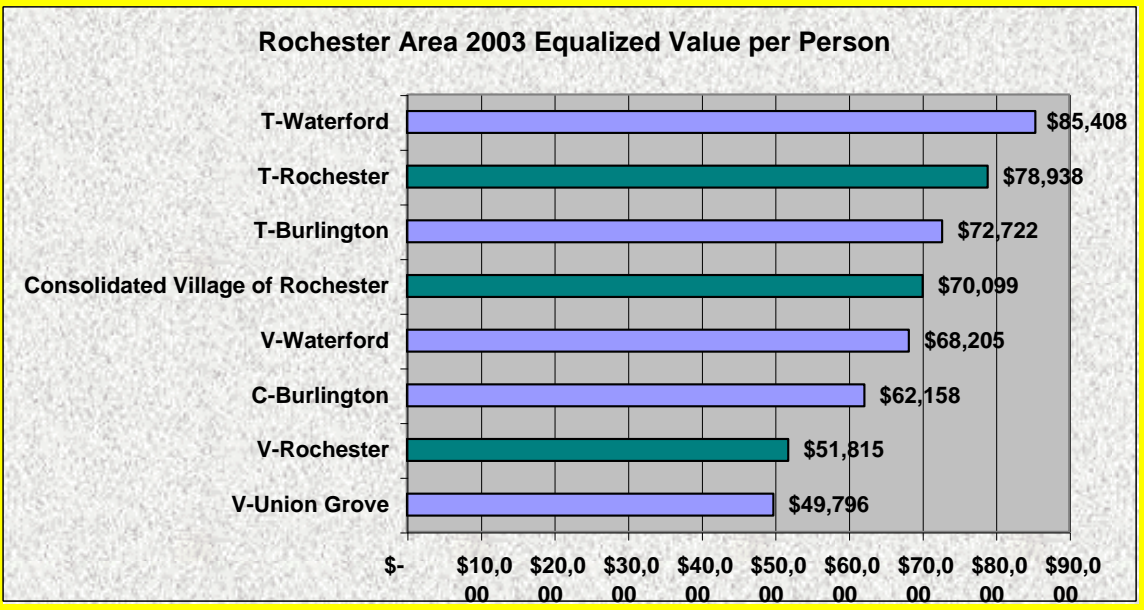 Rochester Area 2003 Equalized Value per Person
T-Waterford
$85,408
T-Rochester
$78,938
T-Burlington
$72,722
Consolidated Village of Rochester
$70,099
V-Waterford
$68,205
C-Burlington
$62,158
V-Rochester
$51,815
V-Union Grove
$49,796
$- $10,0 $20,0 $30,0 $40,0 $50,0 $60,0 $70,0 $80,0 $90,0
00 00 00 00 00 00 00 00 00